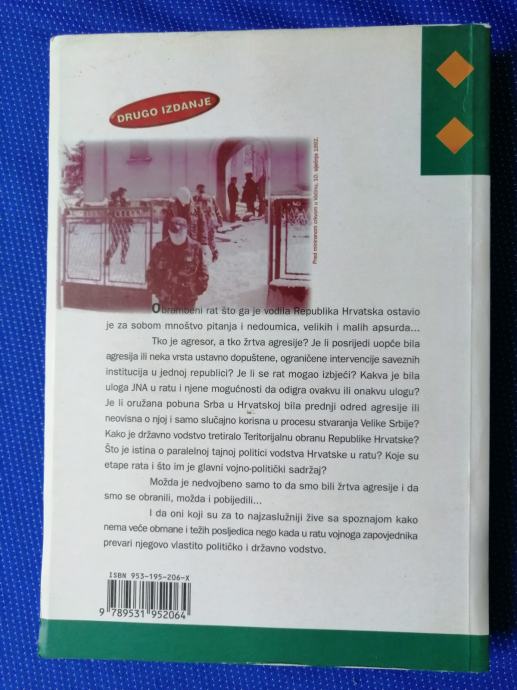 DRUGO IZDANJE
Pred miniranom crkvom u Voćinu, 10. siječnja 1992.
Obrambeni rat što ga je vodila Republika Hrvatska ostavio
je za sobom mnoštvo pitanja i nedoumica, velikih i malih apsurda...
Tko je agresor, a tko žrtva agresije? Je li posrijedi uopće bila
agresija ili neka vrsta ustavno dopuštene, ograničene intervencije saveznih
institucija u jednoj republici? Je li se rat mogao izbjeći? Kakva je bila
uloga JNA u ratu i njene mogućnosti da odigra ovakvu ili onakvu ulogu?
Je li oružana pobuna Srba u Hrvatskoj bila prednji odred agresije ili
neovisna o njoj i samo slučajno korisna u procesu stvaranja Velike Srbije?
Kako je državno vodstvo tretiralo Teritorijalnu obranu Republike Hrvatske?
Što je istina o paralelnoj tajnoj politici vodstva Hrvatske u ratu? Koje su
etape rata i što im je glavni vojno-politički sadržaj?
Možda je nedvojbeno samo to da smo bili žrtva agresije i da
smo se obranili, možda i pobijedili...
I da oni koji su za to najzaslužniji žive sa spoznajom kako
nema veće obmane i težih posljedica nego kada u ratu vojnoga zapovjednika
prevari njegovo vlastito političko i državno vodstvo.
ISBN 953-195-206-X
9 789531 952064